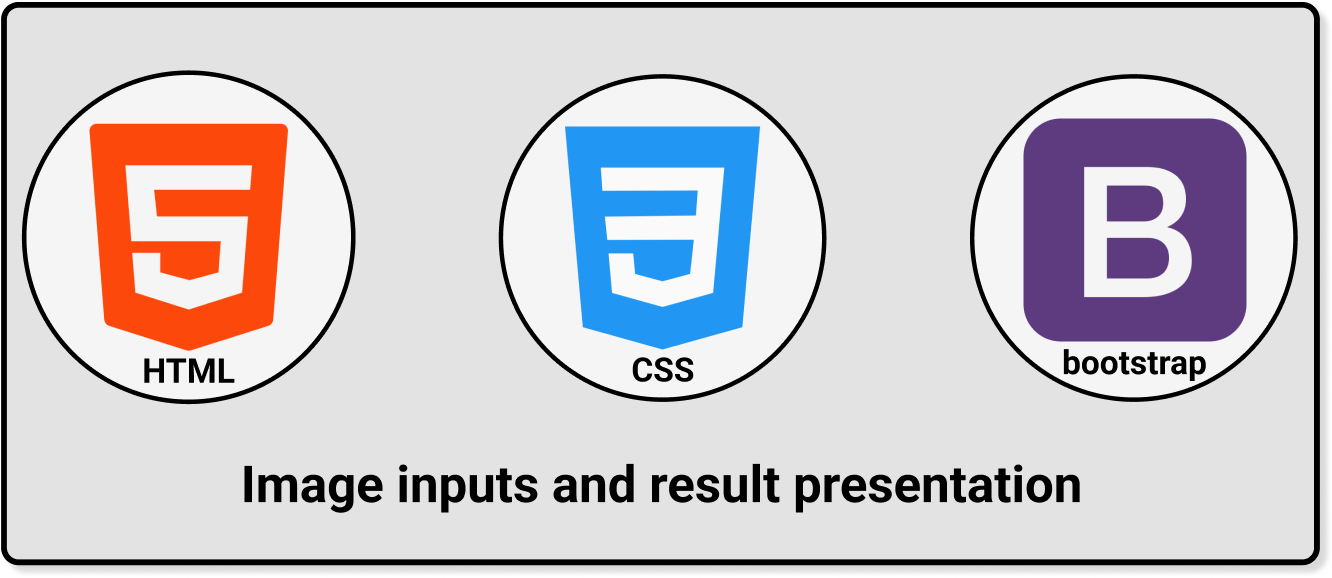 HTML
CSS
B
bootstrap
Image inputs and result presentation